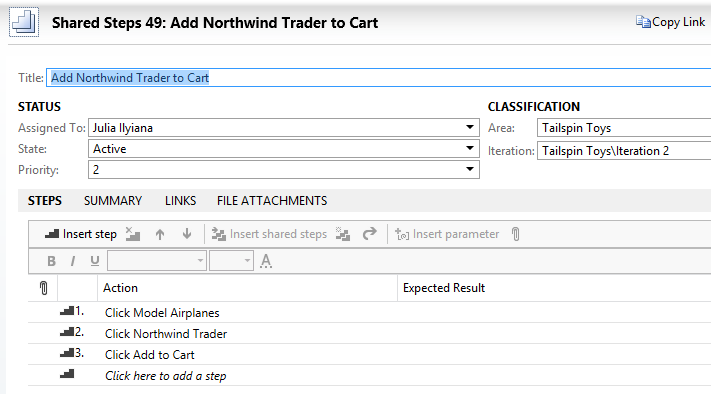 Shared Steps 49: Add Northwind Trader to Cart
Copy Link
Title: Add Northwind Trader to Cart
STATUS
Assigned To: Julia Ilyiana
State: Active
Priority: 2
CLASSIFICATION
Area: Tailspin Toys
Iteration: Tailspin Toys\Iteration 2
STEPS SUMMARY LINKS FILE ATTACHMENTS
Insert step Insert shared steps Insert parameter
B I U A
Action Expected Result
1. Click Model Airplanes
2. Click Northwind Trader
3. Click Add to Cart
Click here to add a step